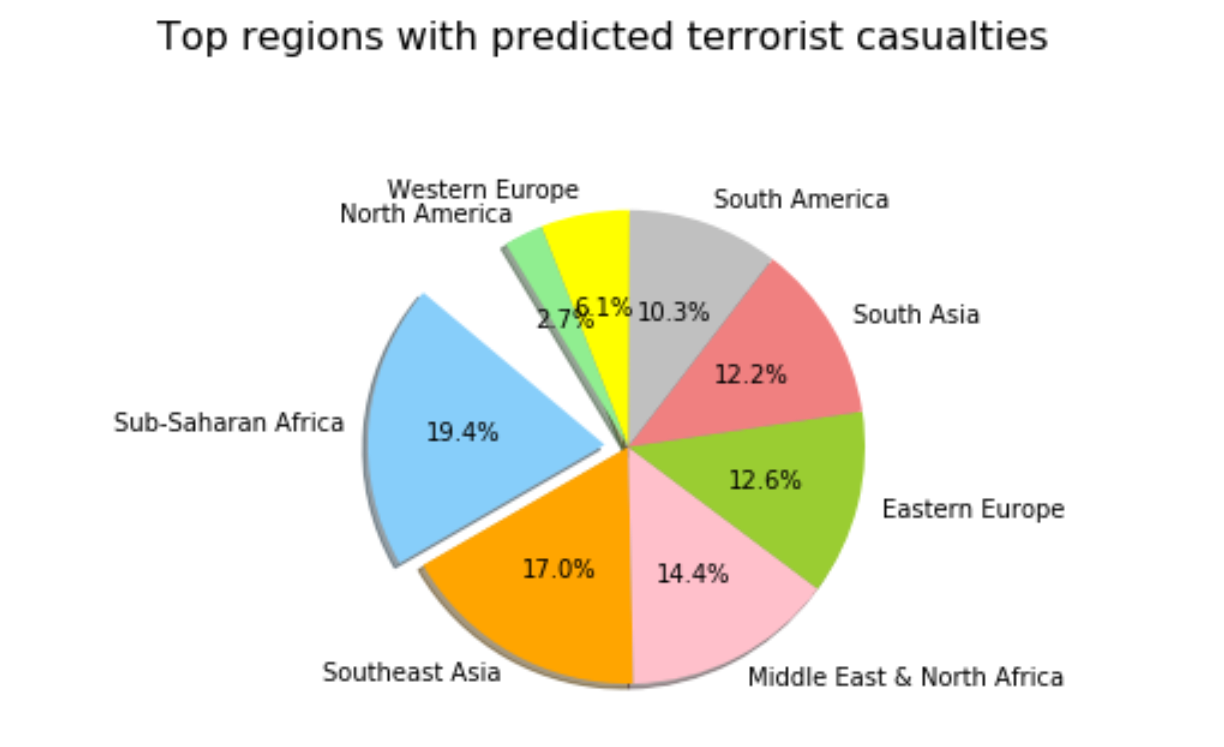 Top regions with predicted terrorist casualties
Western Europe
North America
South America
South Asia
Sub-Saharan Africa
Eastern Europe
Southeast Asia
Middle East & North Africa
6.1%
2.7%
10.3%
12.2%
19.4%
12.6%
17.0%
14.4%